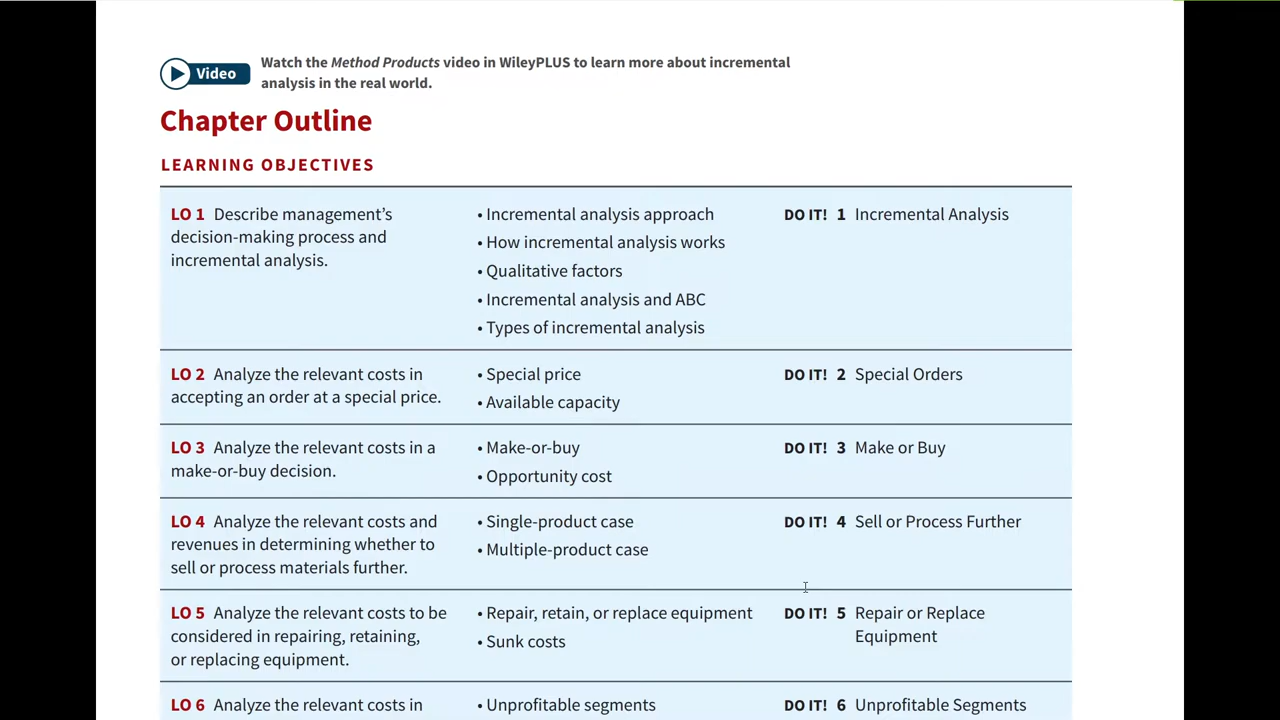 Video
Watch the Method Products video in WileyPLUS to learn more about incremental
analysis in the real world.
Chapter Outline
LEARNING OBJECTIVES
LO 1 Describe management’s
decision-making process and
incremental analysis.
• Incremental analysis approach
• How incremental analysis works
• Qualitative factors
• Incremental analysis and ABC
• Types of incremental analysis
DO IT! 1 Incremental Analysis
LO 2 Analyze the relevant costs in
accepting an order at a special price.
• Special price
• Available capacity
DO IT! 2 Special Orders
LO 3 Analyze the relevant costs in a
make-or-buy decision.
• Make-or-buy
• Opportunity cost
DO IT! 3 Make or Buy
LO 4 Analyze the relevant costs and
revenues in determining whether to
sell or process materials further.
• Single-product case
• Multiple-product case
DO IT! 4 Sell or Process Further
LO 5 Analyze the relevant costs to be
considered in repairing, retaining,
or replacing equipment.
• Repair, retain, or replace equipment
• Sunk costs
DO IT! 5 Repair or Replace
Equipment
LO 6 Analyze the relevant costs in
• Unprofitable segments
DO IT! 6 Unprofitable Segments